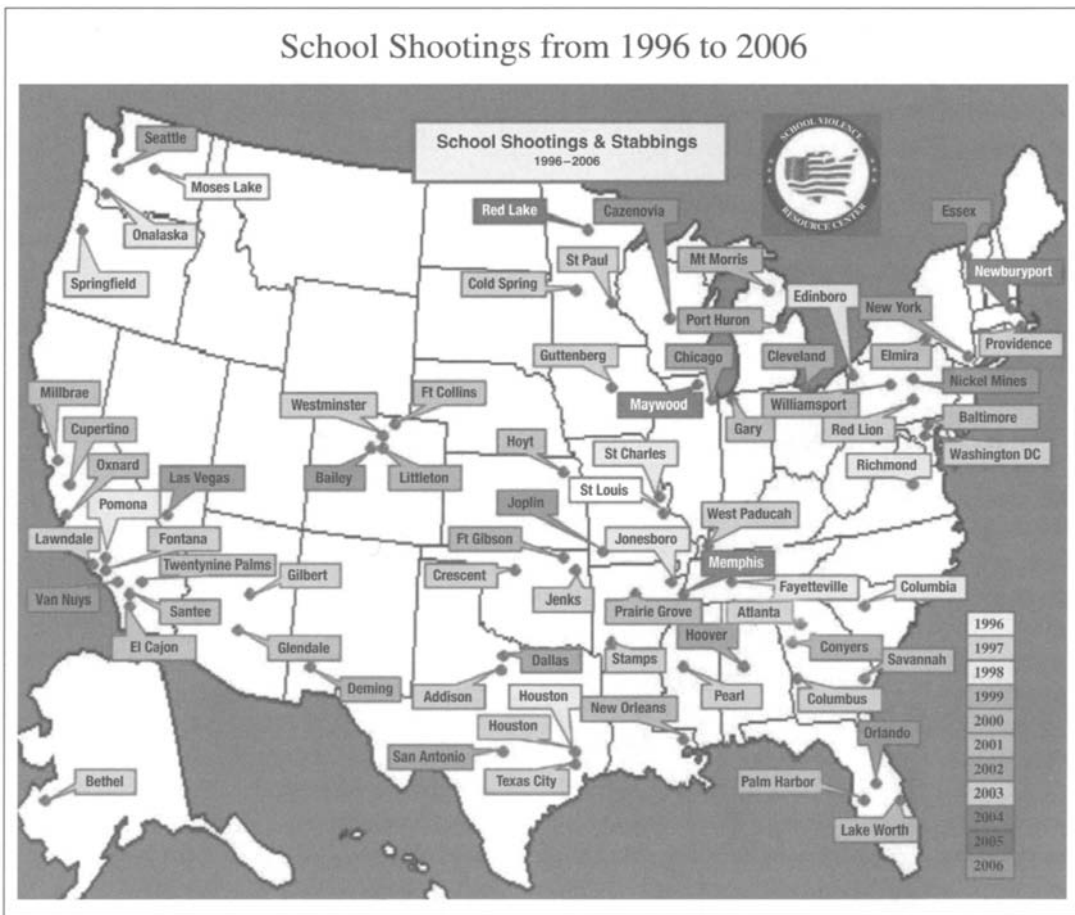 School Shootings from 1996 to 2006
School Shootings & Stabbings
1996–2006
SCHOOL VIOLENCE
RESOURCE CENTER
Seattle
Moses Lake
Onalaska
Springfield
Red Lake
Cazenovia
Essex
St Paul
Mt Morris
Newburyport
Cold Spring
Edinboro
New York
Port Huron
Providence
Guttenberg
Chicago
Cleveland
Elmira
Millbrae
Ft Collins
Nickel Mines
Westminster
Maywood
Williamsport
Cupertino
Gary
Red Lion
Baltimore
Oxnard
Hoyt
St Charles
Washington DC
Las Vegas
Bailey
Littleton
Richmond
Pomona
St Louis
Joplin
West Paducah
Lawndale
Fontana
Ft Gibson
Jonesboro
Twentynine Palms
Memphis
Gilbert
Crescent
Fayetteville
Columbia
Van Nuys
Jenks
Santee
Prairie Grove
Atlanta
1996
Hoover
El Cajon
Glendale
1997
Conyers
Dallas
Stamps
Savannah
1998
Deming
Addison
Houston
Pearl
Columbus
1999
New Orleans
2000
Houston
Orlando
2001
San Antonio
2002
Bethel
Texas City
Palm Harbor
2003
2004
Lake Worth
2005
2006